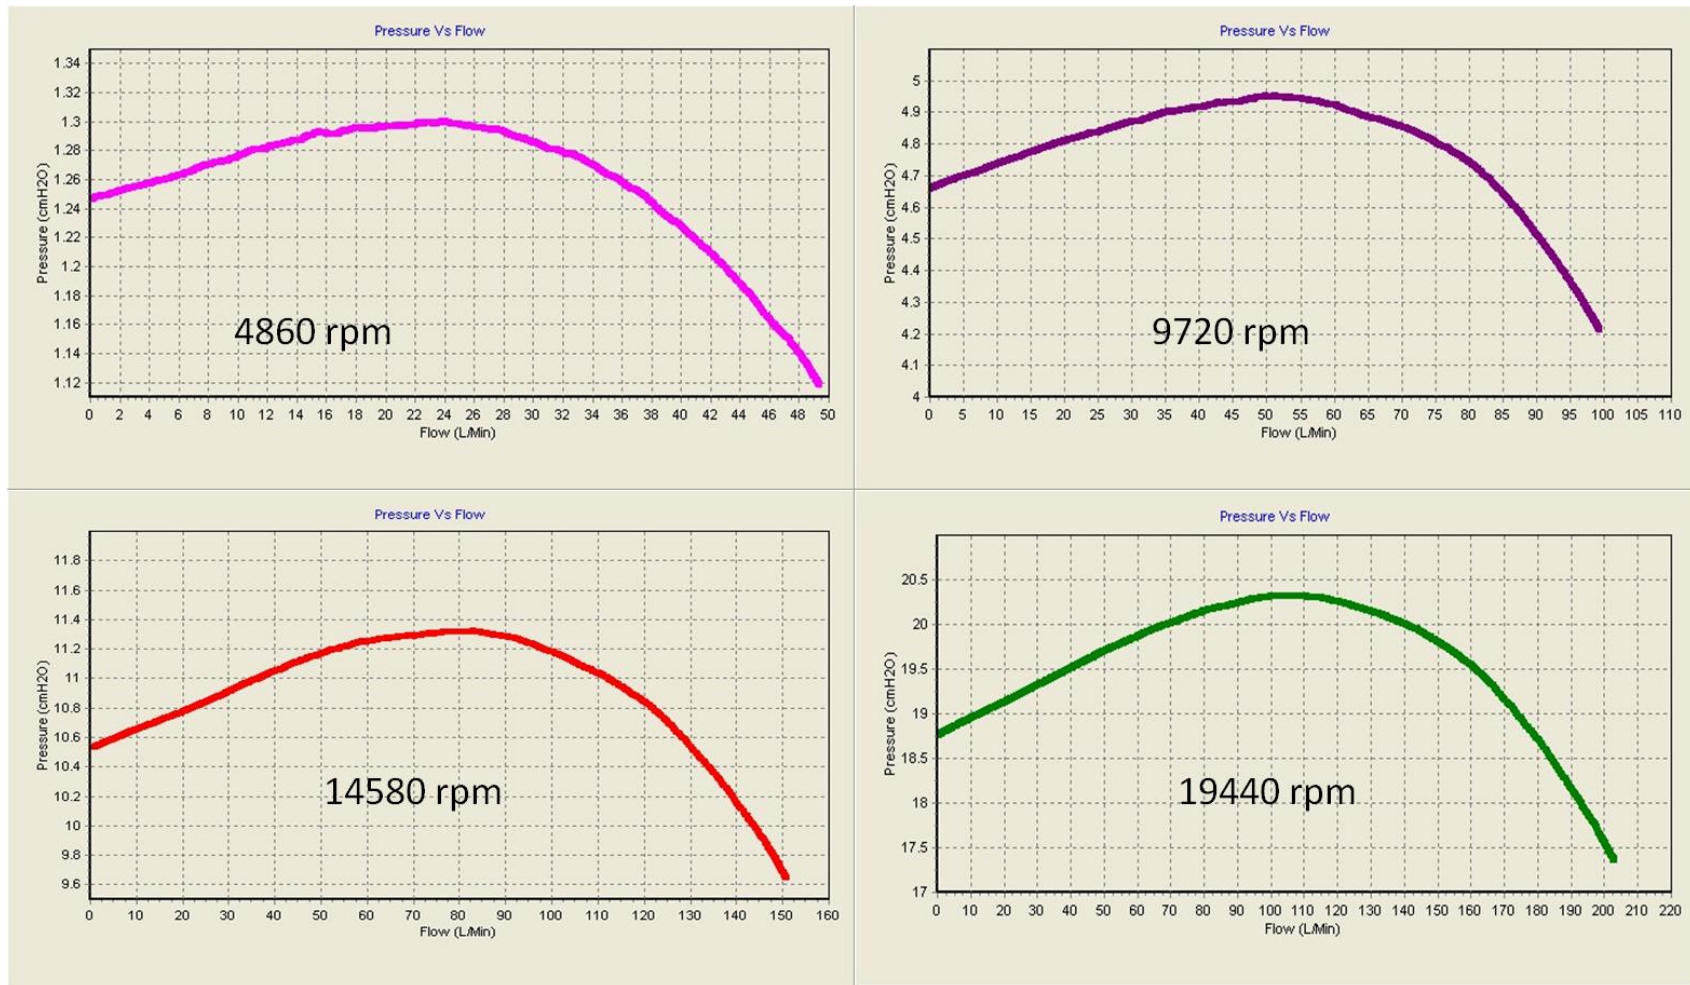 Pressure Vs Flow
1.34
1.32
1.3
1.28
1.26
1.24
1.22
1.2
1.18
1.16
1.14
1.12
Pressure (cmH2O)
4860 rpm
0 2 4 6 8 10 12 14 16 18 20 22 24 26 28 30 32 34 36 38 40 42 44 46 48 50
Flow (L/Min)
Pressure Vs Flow
5
4.9
4.8
4.7
4.6
4.5
4.4
4.3
4.2
4.1
4
Pressure (cmH2O)
9720 rpm
0 5 10 15 20 25 30 35 40 45 50 55 60 65 70 75 80 85 90 95 100 105 110
Flow (L/Min)
Pressure Vs Flow
11.8
11.6
11.4
11.2
11
10.8
10.6
10.4
10.2
10
9.8
9.6
Pressure (cmH2O)
14580 rpm
0 10 20 30 40 50 60 70 80 90 100 110 120 130 140 150 160
Flow (L/Min)
Pressure Vs Flow
20.5
20
19.5
19
18.5
18
17.5
17
Pressure (cmH2O)
19440 rpm
0 10 20 30 40 50 60 70 80 90 100 110 120 130 140 150 160 170 180 190 200 210 220
Flow (L/Min)